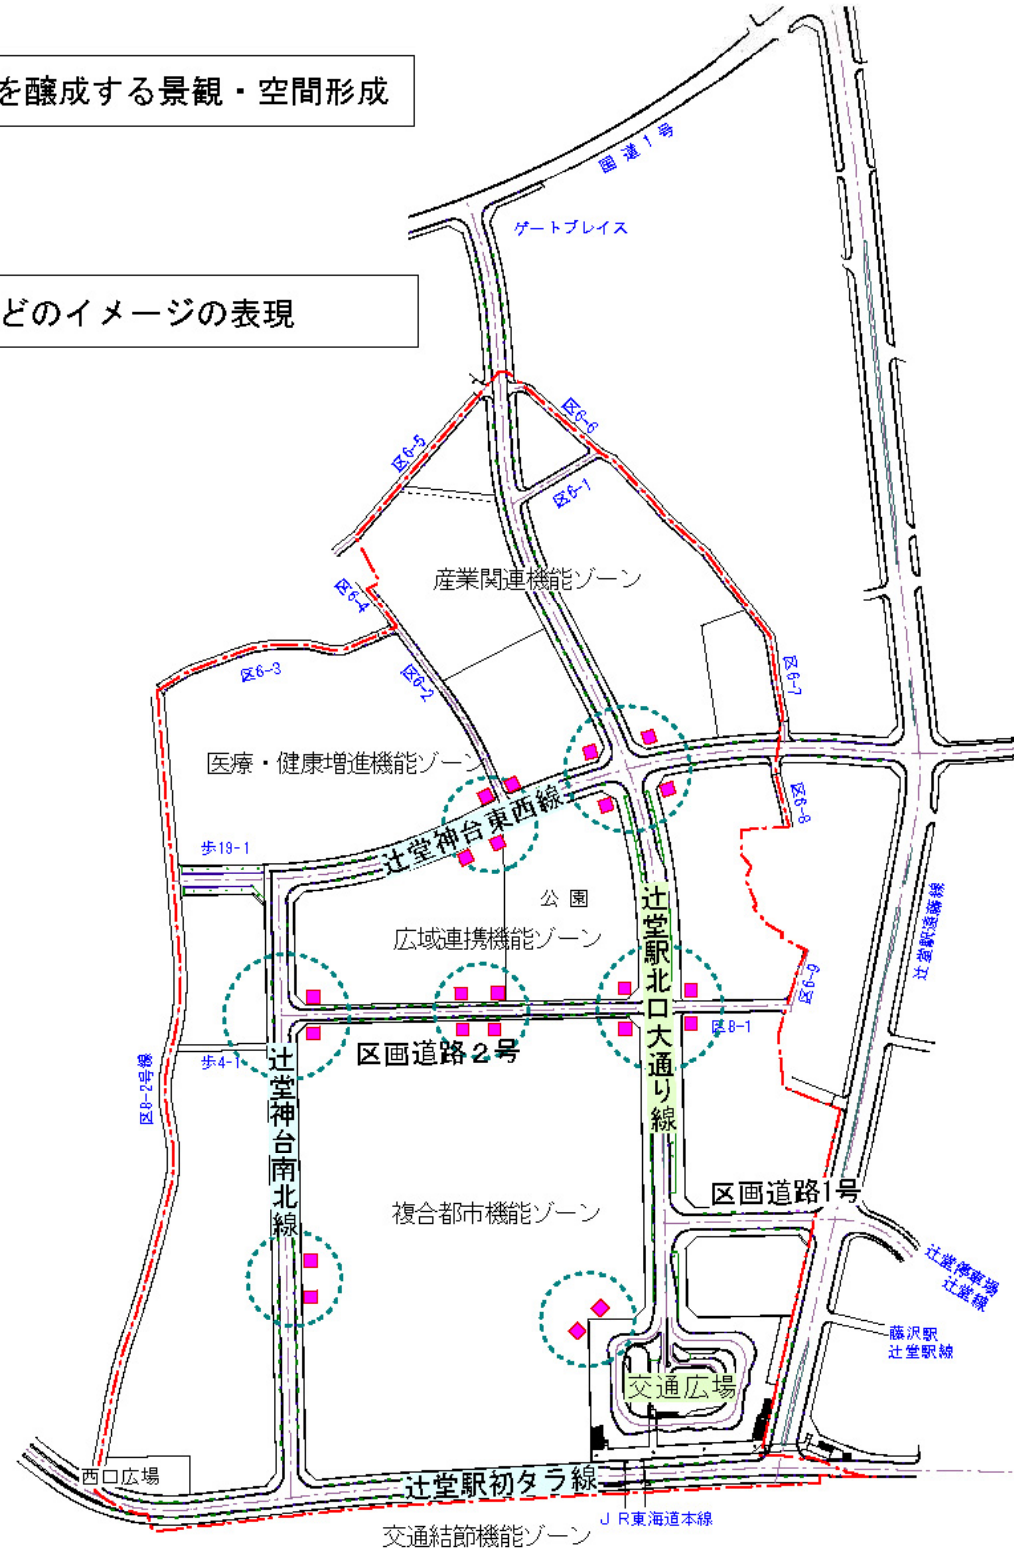 を醸成する景観・空間形成
国道1号
ゲートプレイス
どのイメージの表現
区6-5
区6-6
区6-1
産業関連機能ゾーン
区6-4
区6-3
区6-2
区6-7
医療・健康増進機能ゾーン
区6-8
辻堂神台東西線
歩19-1
公園
辻堂駅北口大通り線
広域連携機能ゾーン
辻堂駅遠藤線
区6-9
区8-1
区画道路2号
歩4-1
区8-2号線
辻堂神台南北線
区画道路1号
複合都市機能ゾーン
辻堂停車場
辻堂線
藤沢駅
辻堂駅線
交通広場
西口広場
辻堂駅初タラ線
JR東海道本線
交通結節機能ゾーン